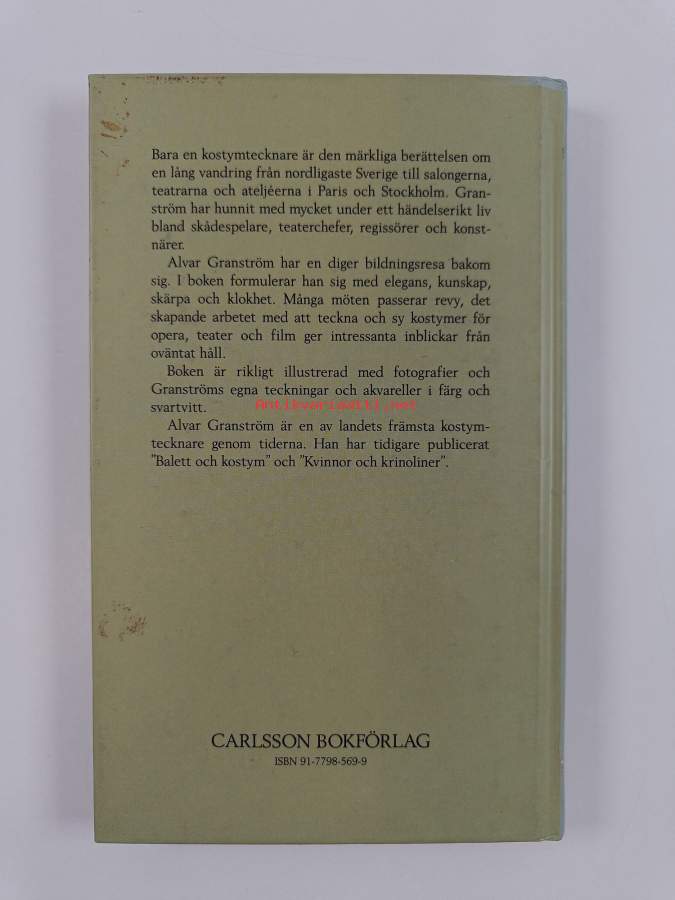 Bara en kostymtecknare är den märkliga berättelsen om
en lång vandring från nordligaste Sverige till salongerna,
teatrarna och ateljéerna i Paris och Stockholm. Gran-
ström har hunnit med mycket under ett händelserikt liv
bland skådespelare, teaterchefer, regissörer och konst-
närer.
Alvar Granström har en diger bildningsresa bakom
sig. I boken formulerar han sig med elegans, kunskap,
skärpa och klokhet. Många möten passerar revy, det
skapande arbetet med att teckna och sy kostymer för
opera, teater och film ger intressanta inblickar från
oväntat håll.
Boken är rikligt illustrerad med fotografier och
Granströms egna teckningar och akvareller i färg och
svartvitt.
Antikvariaatti.net
Alvar Granström är en av landets främsta kostym-
tecknare genom tiderna. Han har tidigare publicerat
"Balett och kostym" och "Kvinnor och krinoliner".
CARLSSON BOKFÖRLAG
ISBN 91-7798-569-9